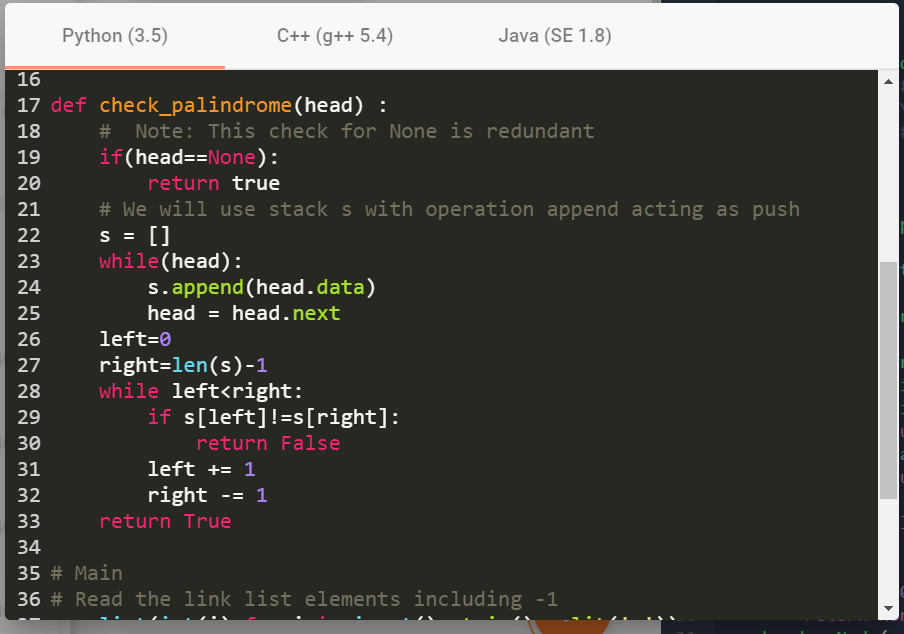 Python (3.5) C++ (g++ 5.4) Java (SE 1.8)
16
17 def check_palindrome(head) :
18     #  Note: This check for None is redundant
19     if(head==None):
20         return true
21     # We will use stack s with operation append acting as push
22     s = []
23     while(head):
24         s.append(head.data)
25         head = head.next
26     left=0
27     right=len(s)-1
28     while left<right:
29         if s[left]!=s[right]:
30             return False
31         left += 1
32         right -= 1
33     return True
34
35 # Main
36 # Read the link list elements including -1